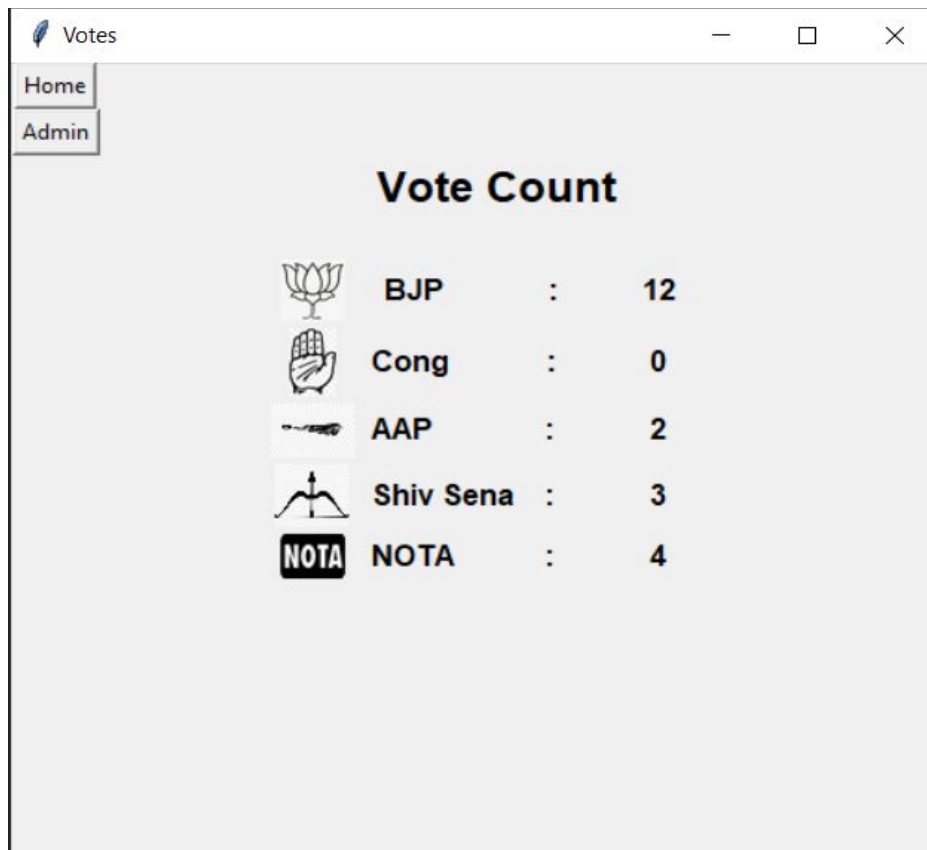 Votes
Home
Admin
Vote Count
BJP : 12
Cong : 0
AAP : 2
Shiv Sena : 3
NOTA NOTA : 4